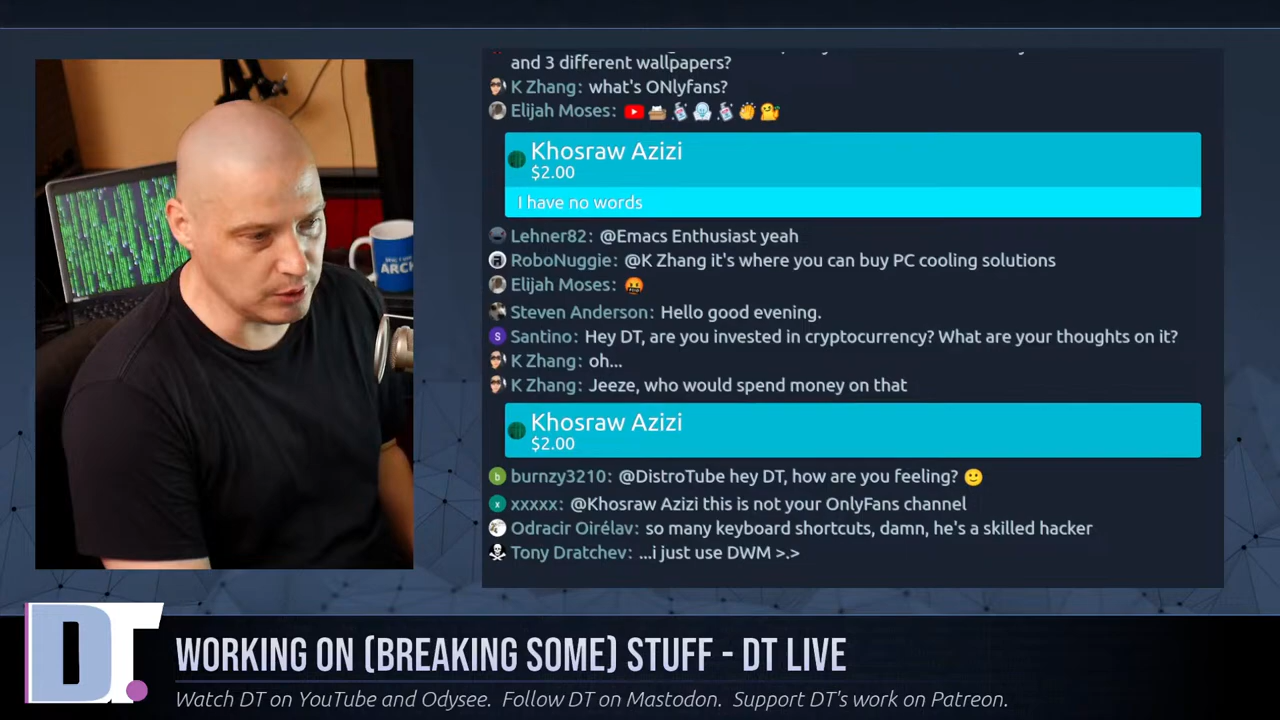 and 3 different wallpapers?
K Zhang: what's ONlyfans?
Elijah Moses:
Khosraw Azizi
$2.00
I have no words
Lehner82: @Emacs Enthusiast yeah
RoboNuggie: @K Zhang it's where you can buy PC cooling solutions
Elijah Moses:
Steven Anderson: Hello good evening.
S Santino: Hey DT, are you invested in cryptocurrency? What are your thoughts on it?
K Zhang: oh...
K Zhang: Jeeze, who would spend money on that
Khosraw Azizi
$2.00
b burnzy3210: @DistroTube hey DT, how are you feeling? 🙂
x xxxxx: @Khosraw Azizi this is not your OnlyFans channel
Odracir Oirélav: so many keyboard shortcuts, damn, he's a skilled hacker
Tony Dratchev: ...i just use DWM >.>
ARCH
DT.
WORKING ON (BREAKING SOME) STUFF - DT LIVE
Watch DT on YouTube and Odysee. Follow DT on Mastodon. Support DT's work on Patreon.